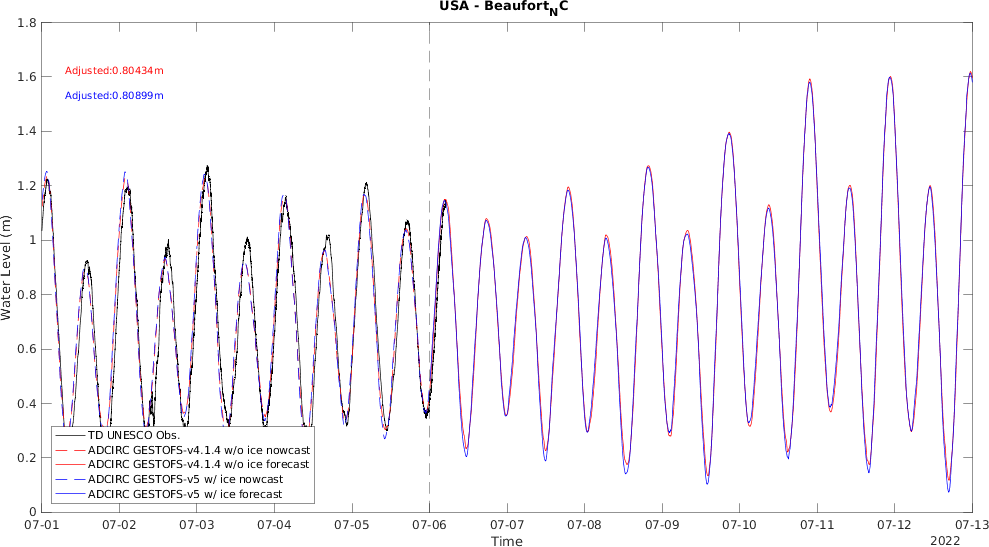 USA - Beaufort_NC
1.8
1.6
1.4
1.2
1
0.8
0.6
0.4
0.2
0
Water Level (m)
Adjusted:0.80434m
Adjusted:0.80899m
TD UNESCO Obs.
ADCIRC GESTOFS-v4.1.4 w/o ice nowcast
ADCIRC GESTOFS-v4.1.4 w/o ice forecast
ADCIRC GESTOFS-v5 w/ ice nowcast
ADCIRC GESTOFS-v5 w/ ice forecast
07-01 07-02 07-03 07-04 07-05 07-06 07-07 07-08 07-09 07-10 07-11 07-12 07-13
Time
2022